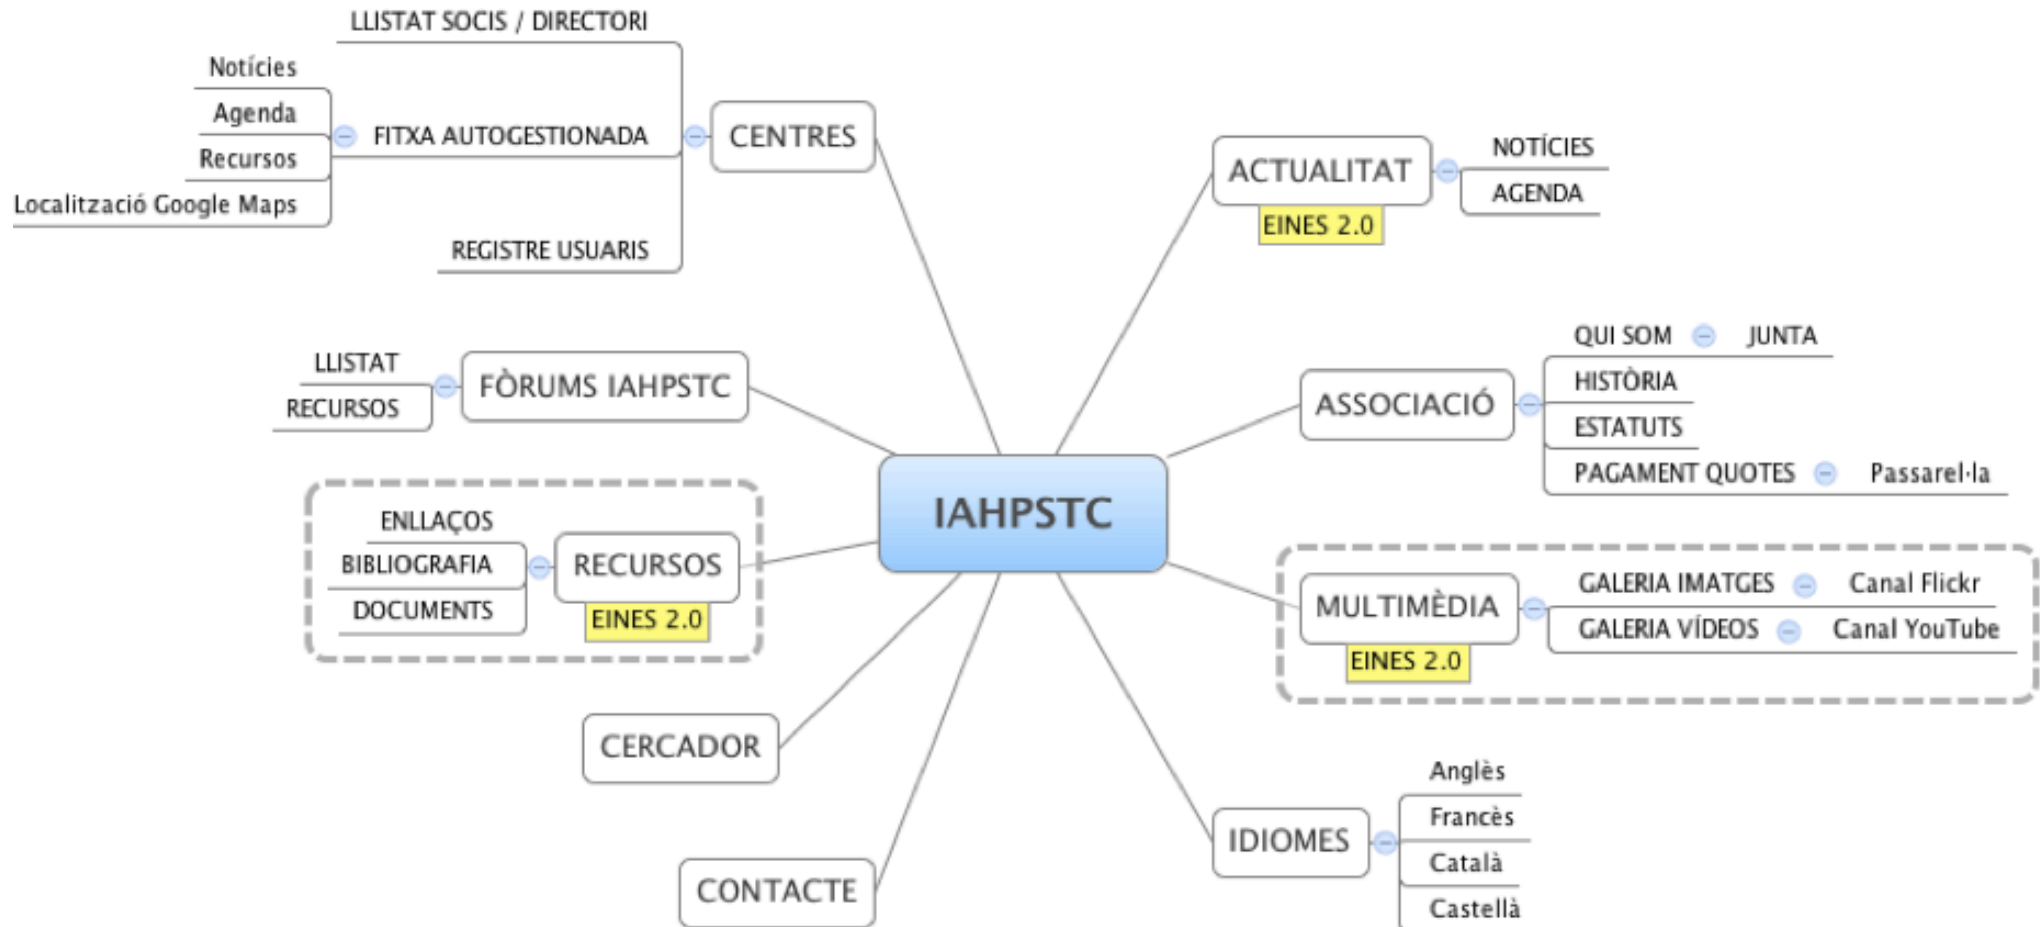 LLISTAT SOCIS / DIRECTORI
Notícies
Agenda
Recursos
Localització Google Maps
FITXA AUTOGESTIONADA
REGISTRE USUARIS
CENTRES
LLISTAT
RECURSOS
FÒRUMS IAHPSTC
ENLLAÇOS
BIBLIOGRAFIA
DOCUMENTS
RECURSOS
EINES 2.0
CERCADOR
CONTACTE
IAHPSTC
ACTUALITAT
EINES 2.0
NOTÍCIES
AGENDA
ASSOCIACIÓ
QUI SOM
JUNTA
HISTÒRIA
ESTATUTS
PAGAMENT QUOTES
Passarel·la
MULTIMÈDIA
EINES 2.0
GALERIA IMATGES
Canal Flickr
GALERIA VÍDEOS
Canal YouTube
IDIOMES
Anglès
Francès
Català
Castellà